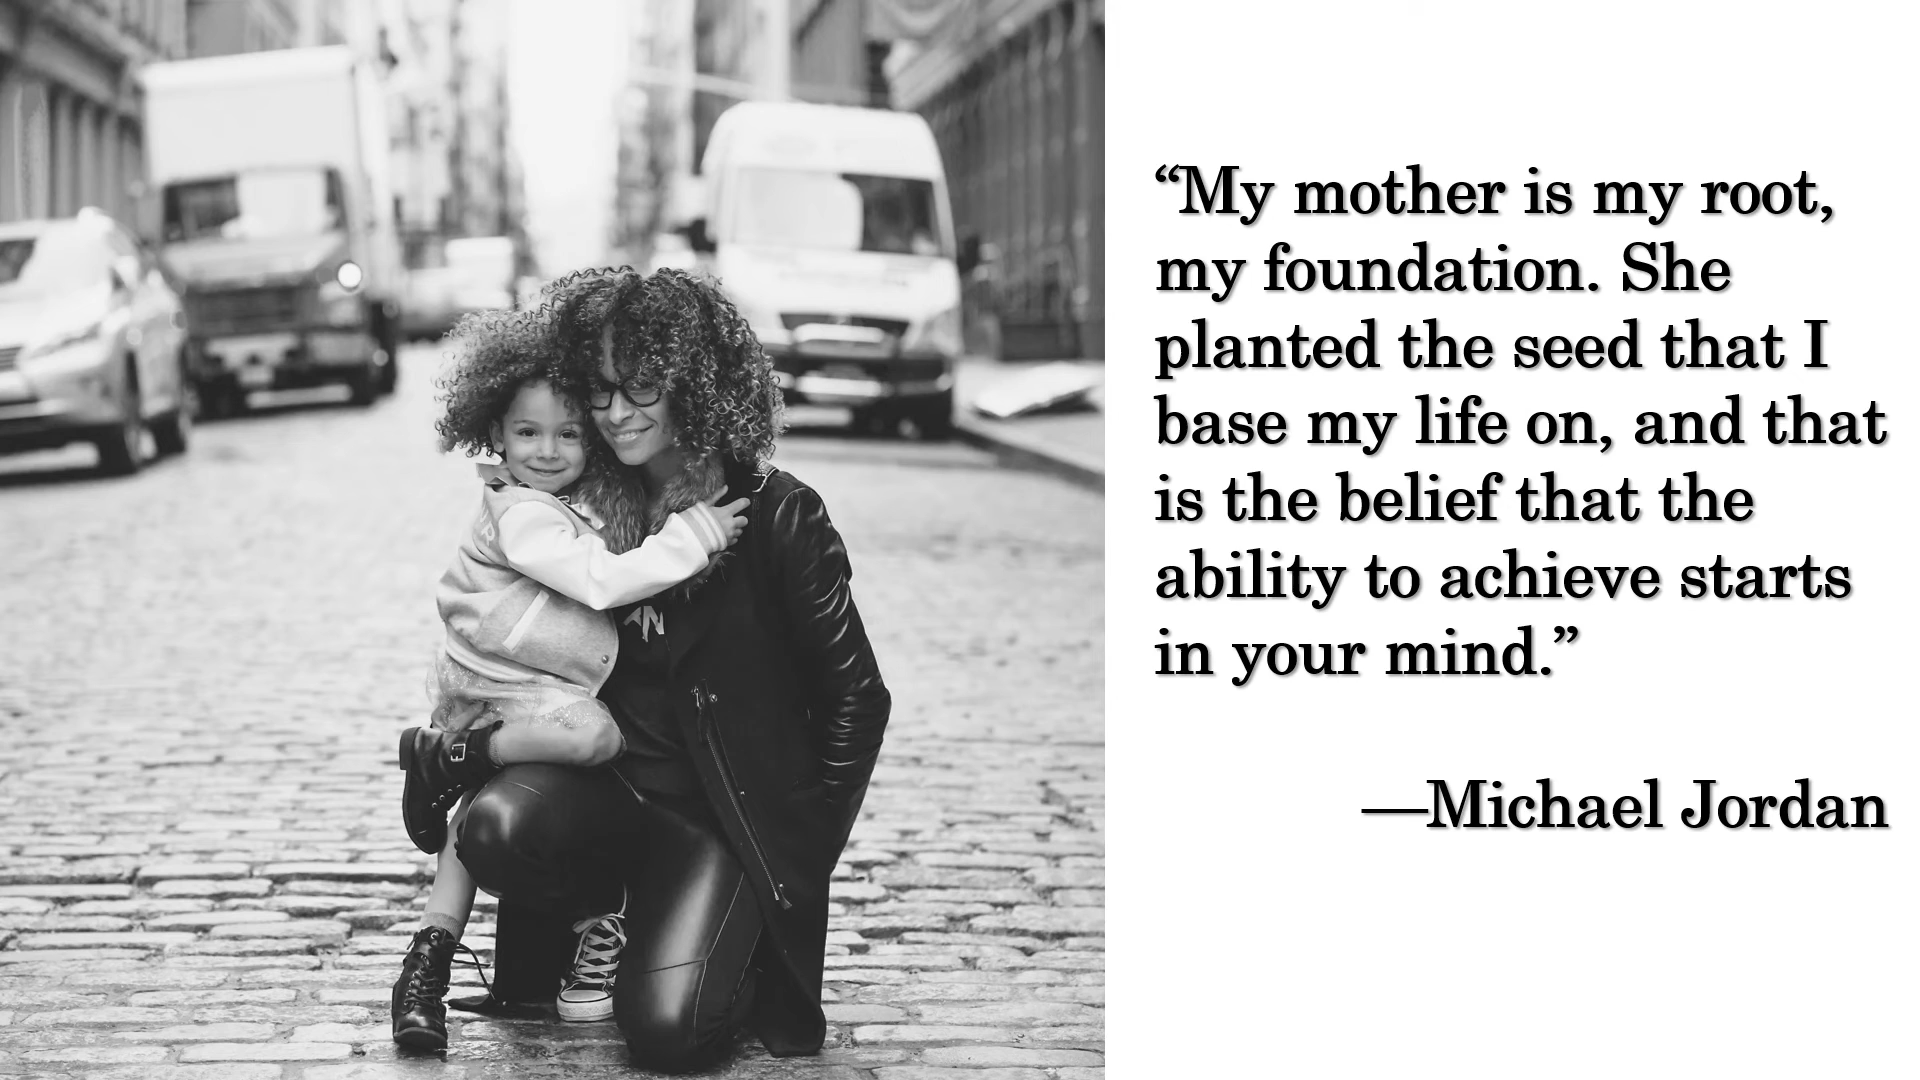 “My mother is my root,
my foundation. She
planted the seed that I
base my life on, and that
is the belief that the
ability to achieve starts
in your mind.”
—Michael Jordan